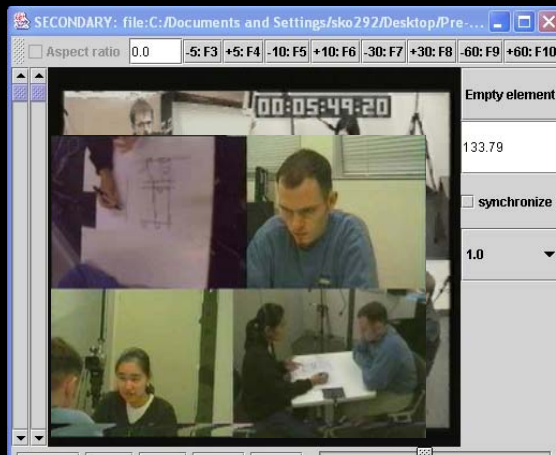 SECONDARY: file:C:/Documents and Settings/sko292/Desktop/Pre-...
Aspect ratio 0.0 -5: F3 +5: F4 -10: F5 +10: F6 -30: F7 +30: F8 -60: F9 +60: F10
00:05:49:20
Empty element
133.79
synchronize
1.0